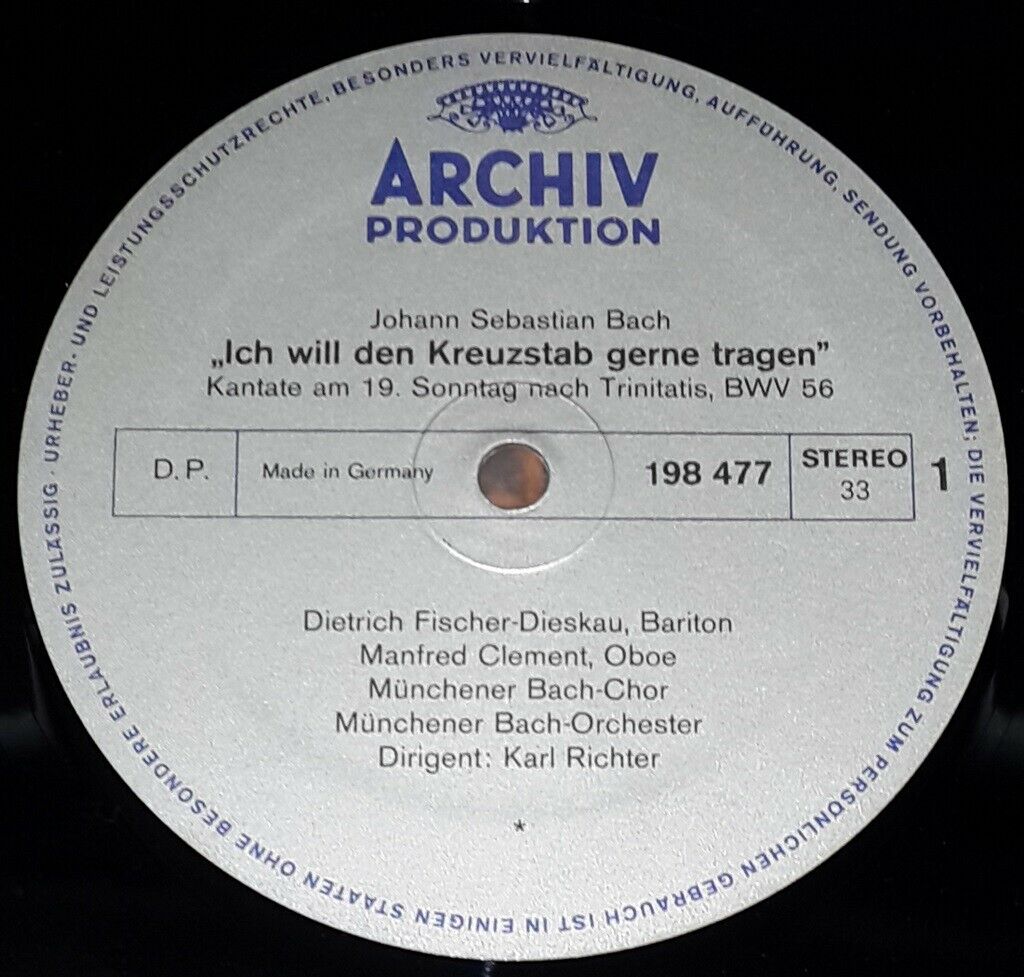 ARCHIV
PRODUKTION
Johann Sebastian Bach
„Ich will den Kreuzstab gerne tragen”
Kantate am 19. Sonntag nach Trinitatis, BWV 56
D. P. Made in Germany 198 477 STEREO 1
33
Dietrich Fischer-Dieskau, Bariton
Manfred Clement, Oboe
Münchener Bach-Chor
Münchener Bach-Orchester
Dirigent: Karl Richter
*
URHEBER- UND LEISTUNGSSCHUTZRECHTE, BESONDERS VERVIELFÄLTIGUNG, AUFFÜHRUNG, SENDUNG VORBEHALTEN; DIE VERVIELFÄLTIGUNG ZUM PERSÖNLICHEN GEBRAUCH IST IN EINIGEN STAATEN OHNE BESONDERE ERLAUBNIS ZULÄSSIG ·